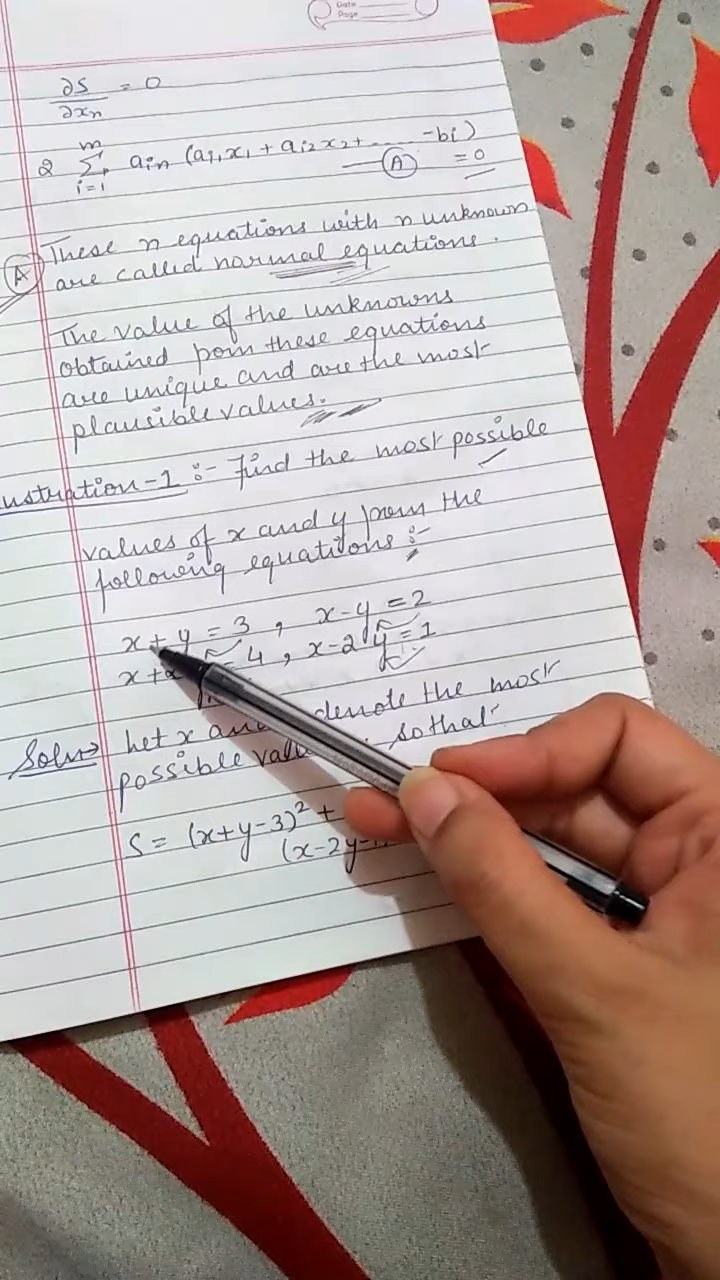 Date
Page
∂S/∂xₙ = 0
2 Σ_{i=1}^{m} aᵢₙ (aᵢ₁x₁ + aᵢ₂x₂ + ...... - bᵢ) = 0
Ⓐ
Ⓐ These n equations with n unknown
are called normal equations.
The value of the unknowns
obtained from these equations
are unique and are the most
plausible values.
ustration-1 :- Find the most possible
values of x and y from the
following equations :-
x + y = 3 , x - y = 2
x + = 4 , x - 2y = 1
Soln → Let x an denote the most
possible val . So that
S = (x+y-3)² +
(x-2y-